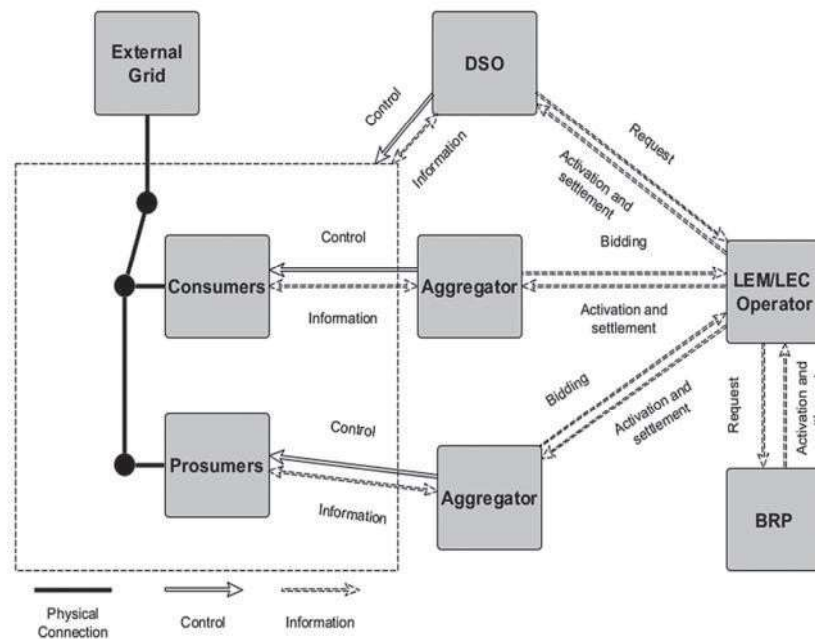 External
Grid
DSO
Control
Information
Request
Activation and
settlement
Control
Consumers
Information
Aggregator
Bidding
Activation and
settlement
LEM/LEC
Operator
Bidding
Activation and
settlement
Request
Activation and
Control
Prosumers
Information
Aggregator
BRP
Physical
Connection
Control
Information